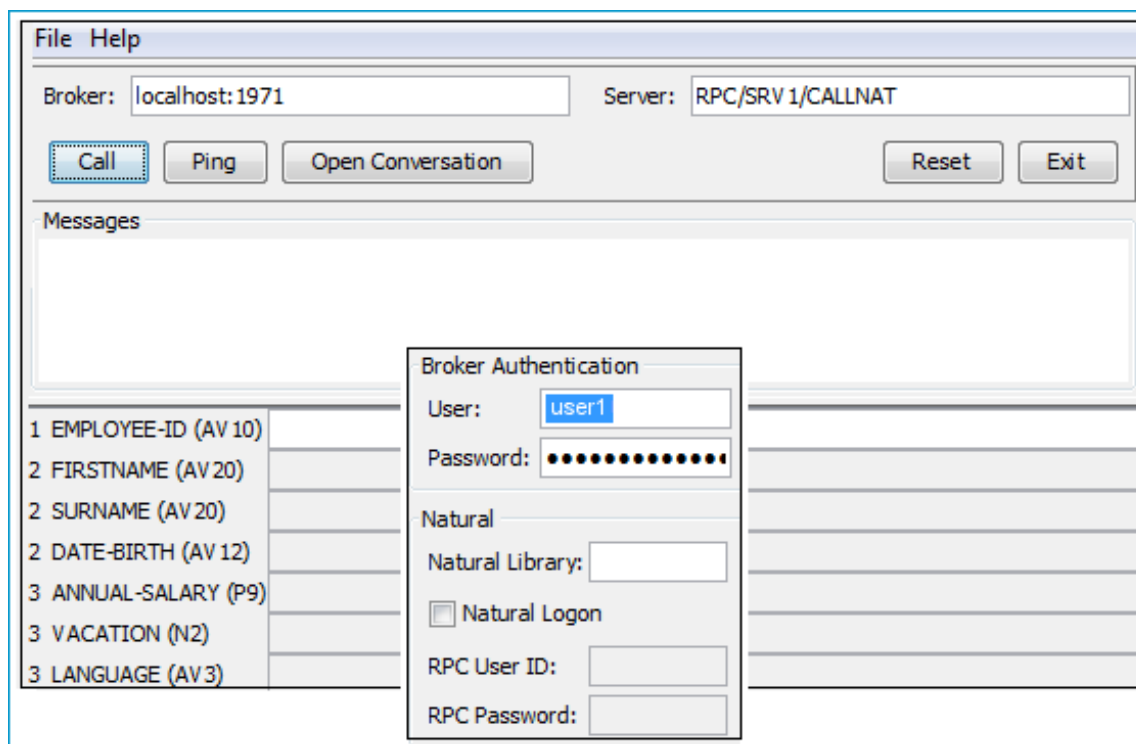 File Help
Broker: localhost:1971 Server: RPC/SRV1/CALLNAT
Call Ping Open Conversation Reset Exit
Messages
1 EMPLOYEE-ID (AV10)
2 FIRSTNAME (AV20)
2 SURNAME (AV20)
2 DATE-BIRTH (AV12)
3 ANNUAL-SALARY (P9)
3 VACATION (N2)
3 LANGUAGE (AV3)
Broker Authentication
User: user1
Password: ●●●●●●●●●●●●●
Natural
Natural Library:
Natural Logon
RPC User ID:
RPC Password: